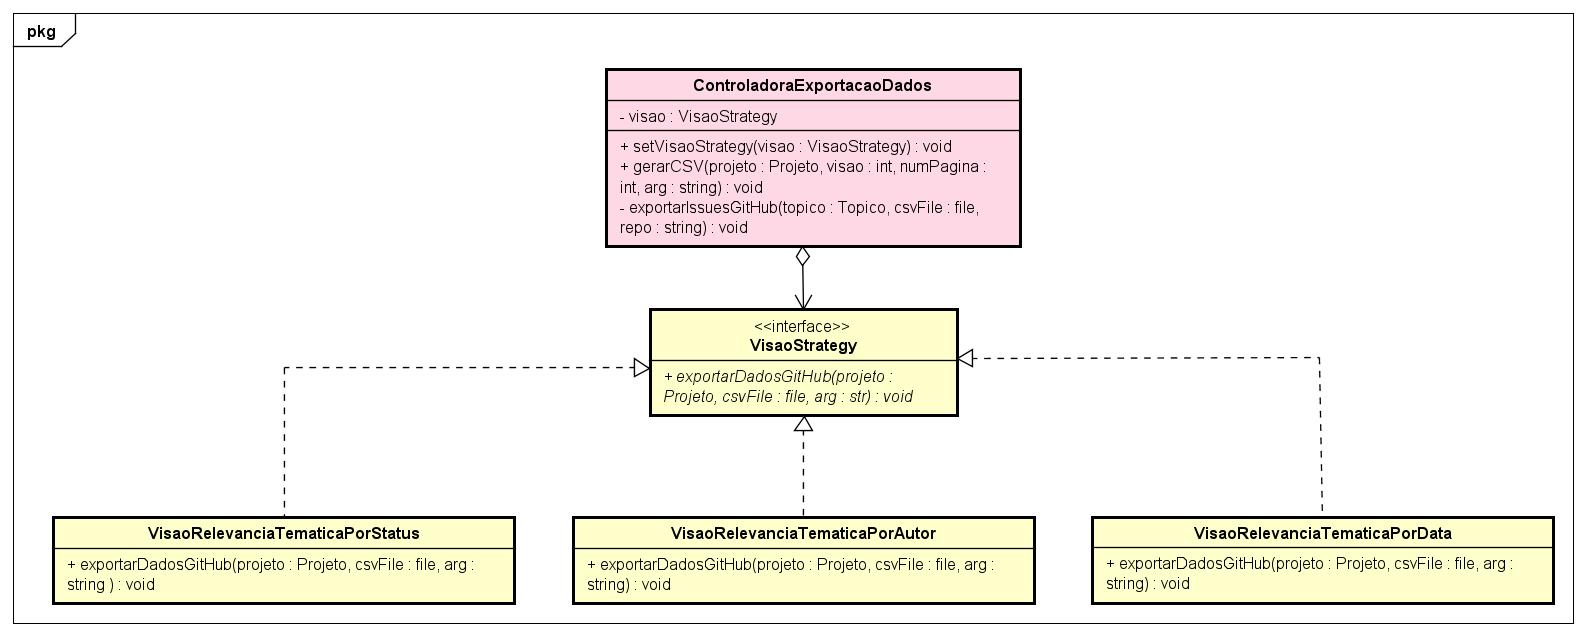 pkg
ControladoraExportacaoDados
- visao : VisaoStrategy
+ setVisaoStrategy(visao : VisaoStrategy) : void
+ gerarCSV(projeto : Projeto, visao : int, numPagina :
int, arg : string) : void
- exportarIssuesGitHub(topico : Topico, csvFile : file,
repo : string) : void
<<interface>>
VisaoStrategy
+ exportarDadosGitHub(projeto :
Projeto, csvFile : file, arg : str) : void
VisaoRelevanciaTematicaPorStatus
+ exportarDadosGitHub(projeto : Projeto, csvFile : file, arg :
string ) : void
VisaoRelevanciaTematicaPorAutor
+ exportarDadosGitHub(projeto : Projeto, csvFile : file, arg :
string) : void
VisaoRelevanciaTematicaPorData
+ exportarDadosGitHub(projeto : Projeto, csvFile : file, arg :
string) : void